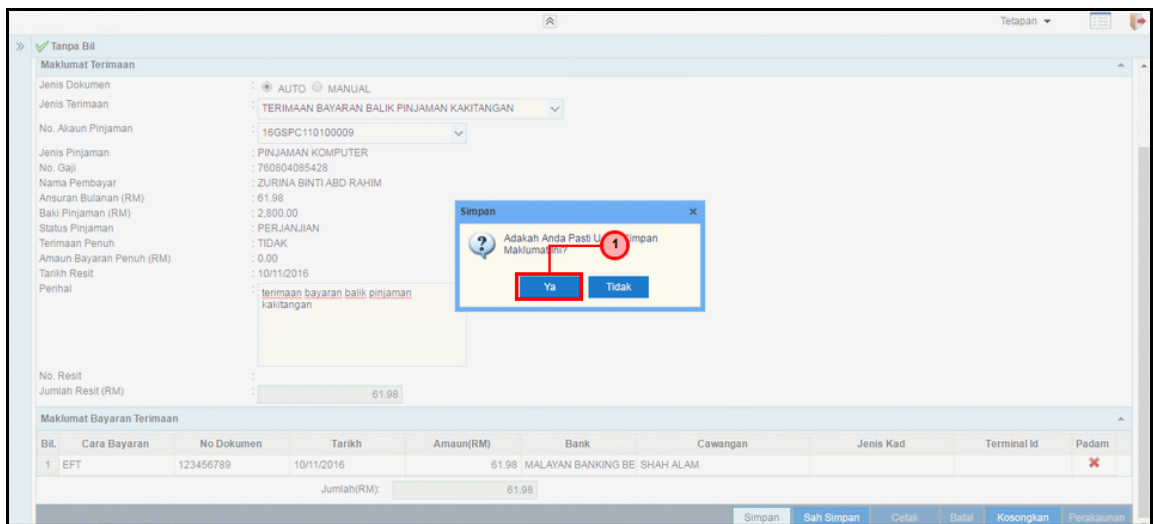 Tetapan
Tanpa Bil
Maklumat Terimaan
Jenis Dokumen : AUTO MANUAL
Jenis Terimaan : TERIMAAN BAYARAN BALIK PINJAMAN KAKITANGAN
No. Akaun Pinjaman : 16GSPC110100009
Jenis Pinjaman : PINJAMAN KOMPUTER
No. Gaji : 760804085428
Nama Pembayar : ZURINA BINTI ABD RAHIM
Ansuran Bulanan (RM) : 61.98
Baki Pinjaman (RM) : 2,800.00
Status Pinjaman : PERJANJIAN
Terimaan Penuh : TIDAK
Amaun Bayaran Penuh (RM) : 0.00
Tarikh Resit : 10/11/2016
Perihal : terimaan bayaran balik pinjaman
kakitangan
Simpan
Adakah Anda Pasti Simpan
Maklumat ini?
1
Ya Tidak
No. Resit :
Jumlah Resit (RM) : 61.98
Maklumat Bayaran Terimaan
Bil. Cara Bayaran No Dokumen Tarikh Amaun(RM) Bank Cawangan Jenis Kad Terminal Id Padam
1 EFT 123456789 10/11/2016 61.98 MALAYAN BANKING BE SHAH ALAM
Jumlah(RM): 61.98
Simpan Sah Simpan Cetak Batal Kosongkan Perakaunan